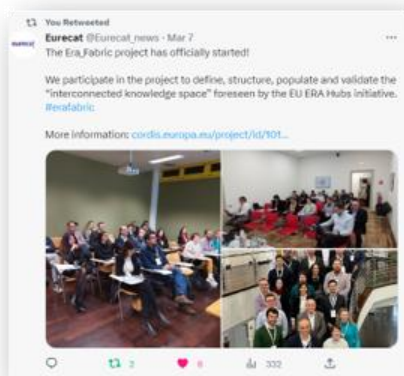 You Retweeted
Eurecat @Eurecat_news · Mar 7
eurecat
The Era_Fabric project has officially started!
We participate in the project to define, structure, populate and validate the
"interconnected knowledge space" foreseen by the EU ERA Hubs initiative.
#erafabric
More information: cordis.europa.eu/project/id/101...
2
8
332